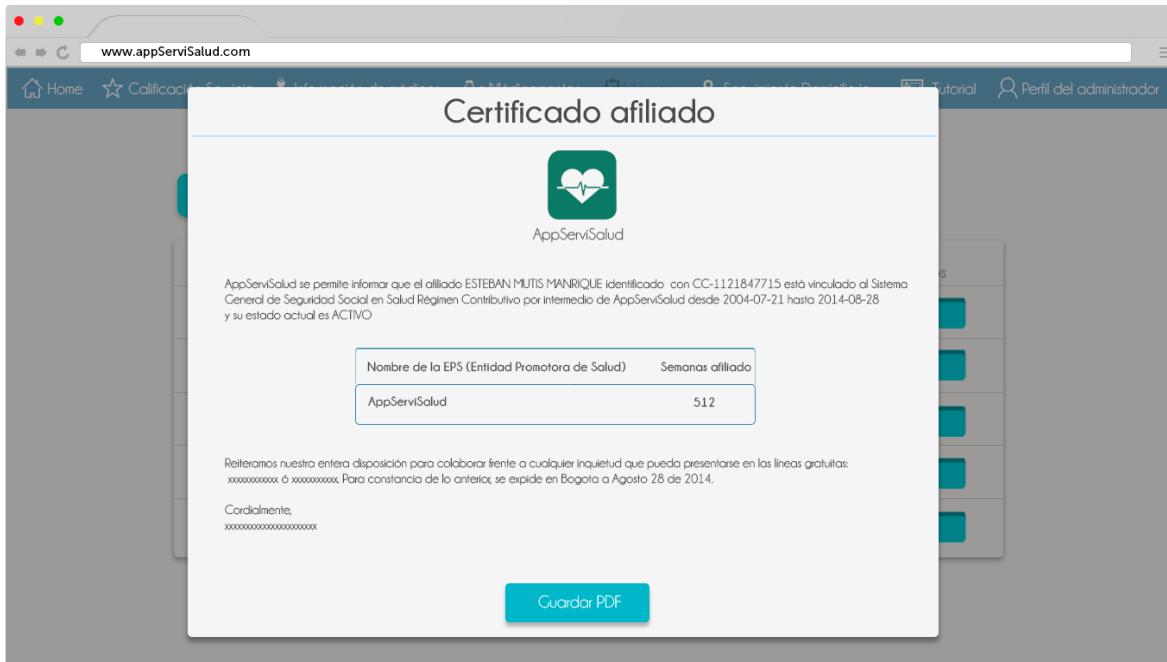 www.appServiSalud.com
Home
Tutorial
Perfil del administrador
Certificado afiliado
AppServiSalud
AppServiSalud se permite informar que el afiliado ESTEBAN MUTIS MANRIQUE identificado con CC-1121847715 está vinculado al Sistema
General de Seguridad Social en Salud Régimen Contributivo por intermedio de AppServiSalud desde 2004-07-21 hasta 2014-08-28
y su estado actual es ACTIVO
Nombre de la EPS (Entidad Promotora de Salud) Semanas afiliado
AppServiSalud 512
Reiteramos nuestra entera disposición para colaborar frente a cualquier inquietud que pueda presentarse en las líneas gratuitas:
xxxxxxxxxxxx ó xxxxxxxxxxx. Para constancia de lo anterior, se expide en Bogota a Agosto 28 de 2014.
Cordialmente,
xxxxxxxxxxxxxxxxxxxxxxx
Guardar PDF